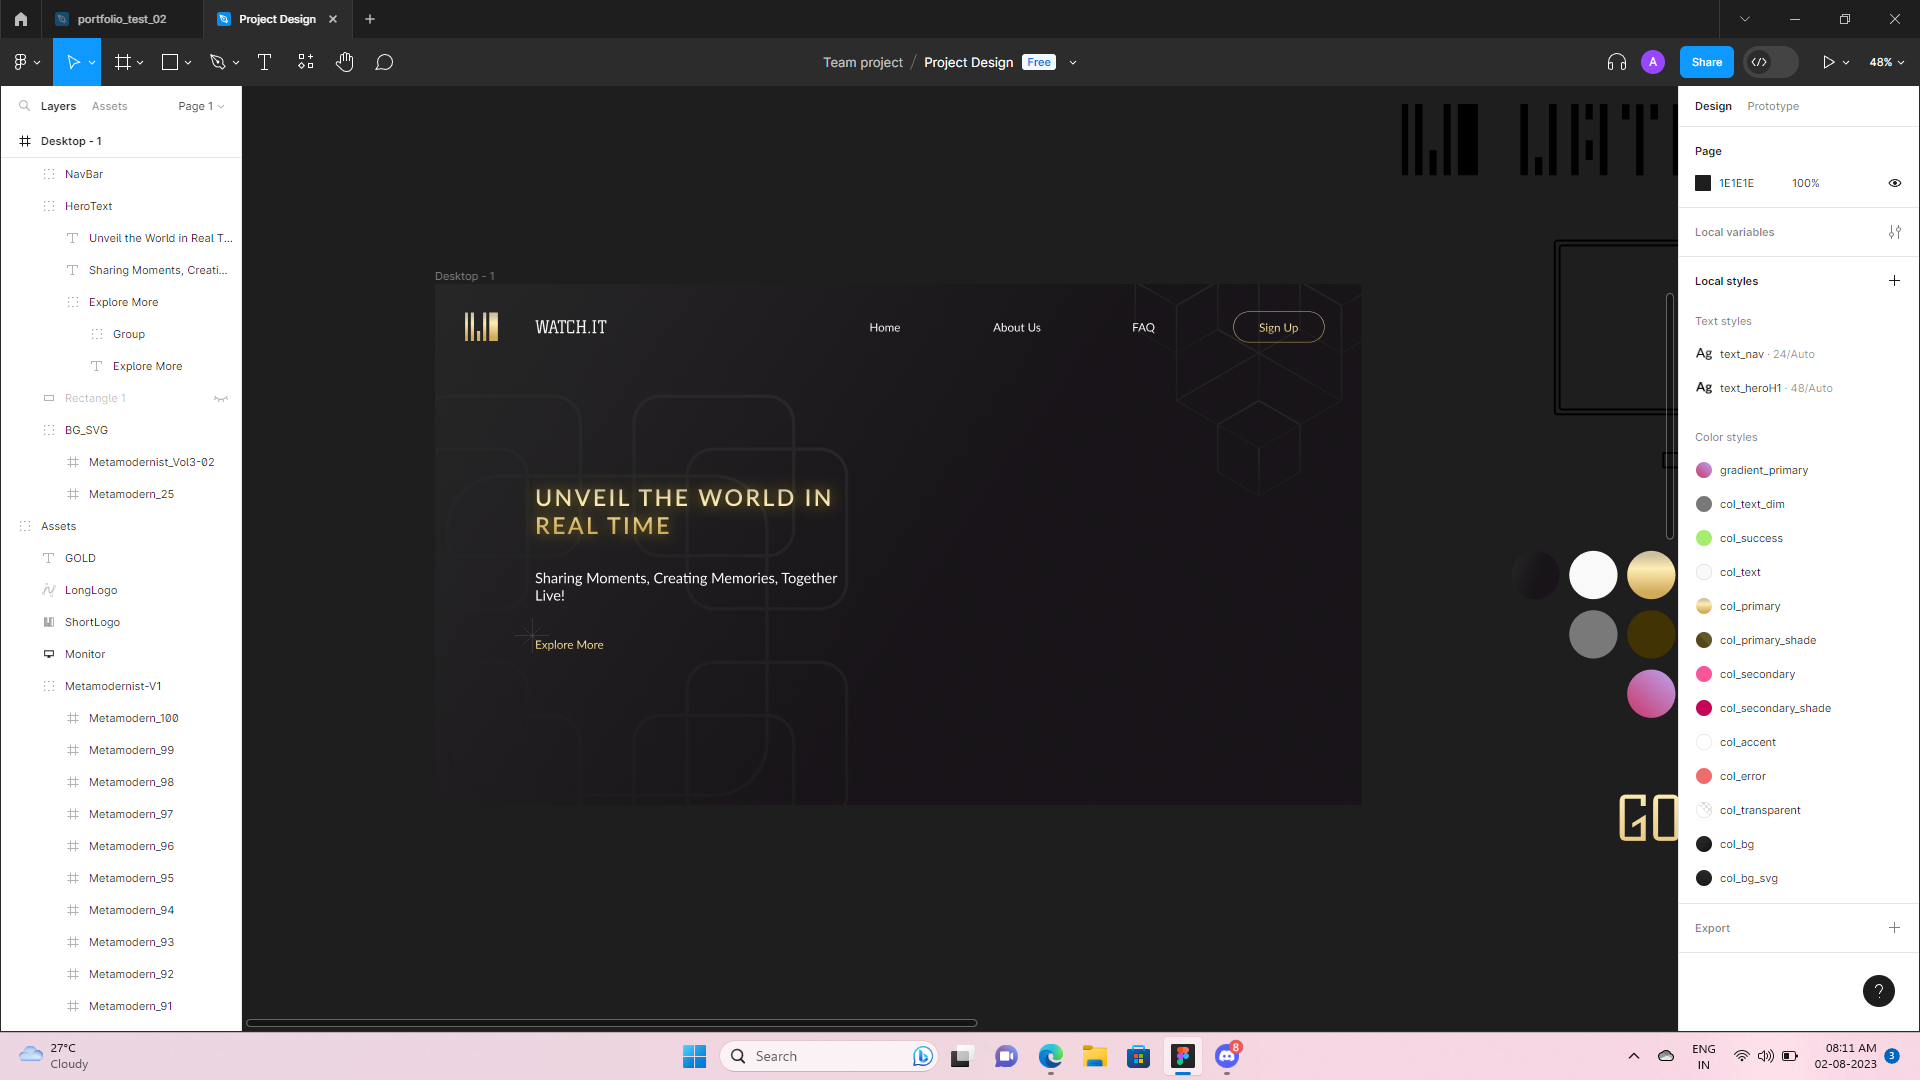 portfolio_test_02
Project Design
Team project / Project Design Free
A
Share
48%
Layers
Assets
Page 1
Desktop - 1
NavBar
HeroText
Unveil the World in Real T...
Sharing Moments, Creati...
Explore More
Group
Explore More
Rectangle 1
BG_SVG
Metamodernist_Vol3-02
Metamodern_25
Assets
GOLD
LongLogo
ShortLogo
Monitor
Metamodernist-V1
Metamodern_100
Metamodern_99
Metamodern_98
Metamodern_97
Metamodern_96
Metamodern_95
Metamodern_94
Metamodern_93
Metamodern_92
Metamodern_91
Desktop - 1
WATCH.IT
Home
About Us
FAQ
Sign Up
UNVEIL THE WORLD IN
REAL TIME
Sharing Moments, Creating Memories, Together
Live!
Explore More
GO
Design
Prototype
Page
1E1E1E
100%
Local variables
Local styles
Text styles
Ag text_nav · 24/Auto
Ag text_heroH1 · 48/Auto
Color styles
gradient_primary
col_text_dim
col_success
col_text
col_primary
col_primary_shade
col_secondary
col_secondary_shade
col_accent
col_error
col_transparent
col_bg
col_bg_svg
Export
?
27°C
Cloudy
Search
8
ENG
IN
08:11 AM
02-08-2023
3